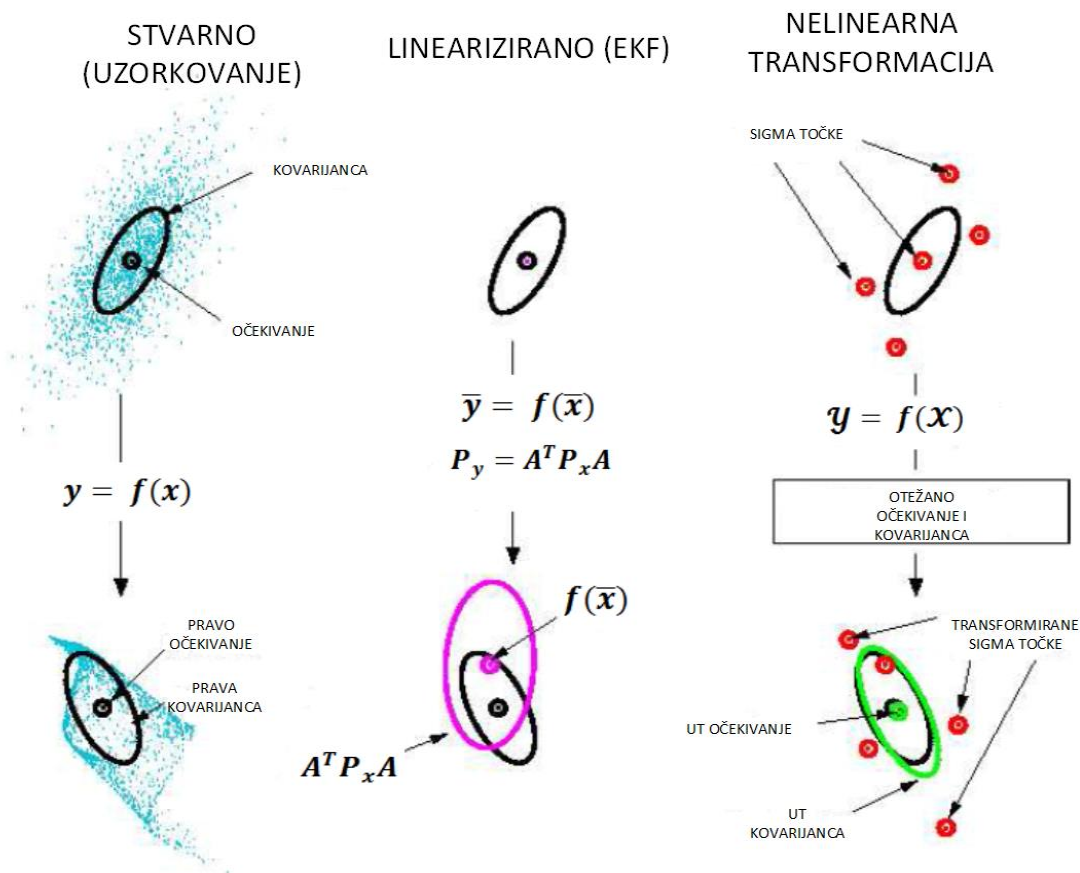 STVARNO
(UZORKOVANJE)
KOVARIJANCA
OČEKIVANJE
y = f(x)
PRAVO
OČEKIVANJE
PRAVA
KOVARIJANCA
LINEARIZIRANO (EKF)
y̅ = f(x̅)
P_y = A^T P_x A
f(x̅)
A^T P_x A
NELINEARNA
TRANSFORMACIJA
SIGMA TOČKE
𝒴 = f(𝒳)
OTEŽANO
OČEKIVANJE I
KOVARIJANCA
TRANSFORMIRANE
SIGMA TOČKE
UT OČEKIVANJE
UT
KOVARIJANCA